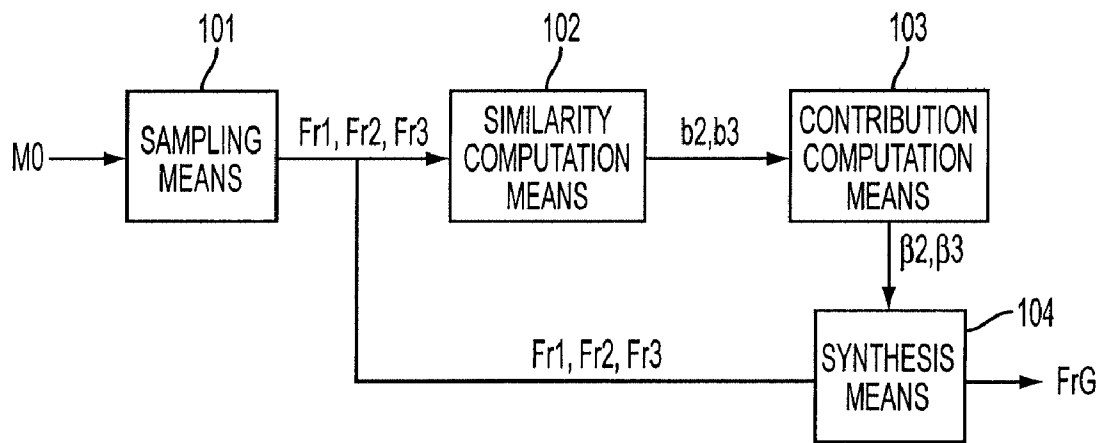 101
102
103
M0
SAMPLING
MEANS
Fr1, Fr2, Fr3
SIMILARITY
COMPUTATION
MEANS
b2,b3
CONTRIBUTION
COMPUTATION
MEANS
β2,β3
104
Fr1, Fr2, Fr3
SYNTHESIS
MEANS
FrG